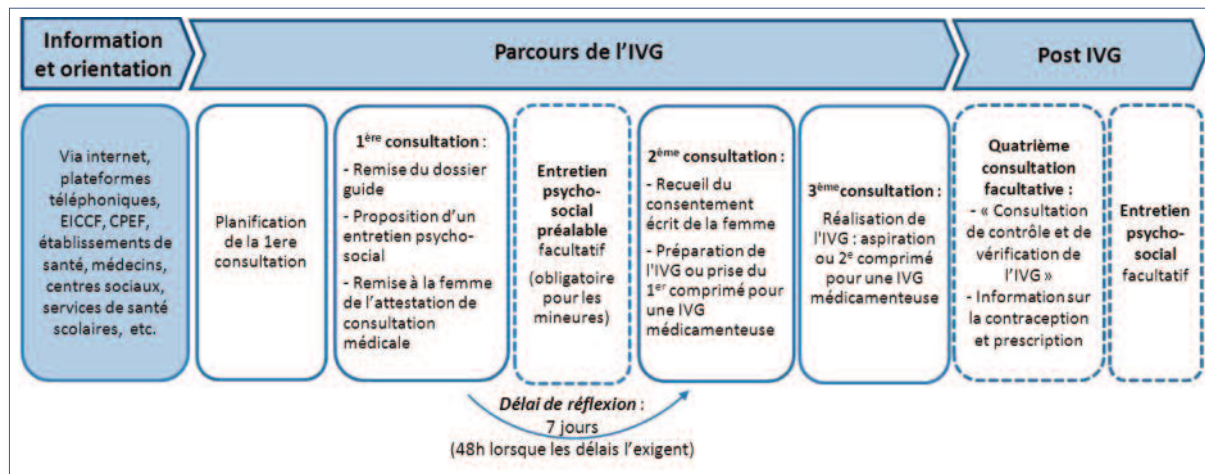 Information
et orientation
Parcours de l'IVG
Post IVG
Via internet,
plateformes
téléphoniques,
EICCF, CPEF,
établissements de
santé, médecins,
centres sociaux,
services de santé
scolaires, etc.
Planification
de la 1ere
consultation
1ère consultation :
- Remise du dossier
guide
- Proposition d'un
entretien psycho-
social
- Remise à la femme
de l'attestation de
consultation
médicale
Entretien
psycho-
social
préalable
facultatif
(obligatoire
pour les
mineures)
2ème consultation :
- Recueil du
consentement
écrit de la femme
- Préparation de
l'IVG ou prise du
1er comprimé pour
une IVG
médicamenteuse
3ème consultation :
Réalisation de
l'IVG : aspiration
ou 2e comprimé
pour une IVG
médicamenteuse
Quatrième
consultation
facultative :
- « Consultation
de contrôle et de
vérification de
l'IVG »
- Information sur
la contraception
et prescription
Entretien
psycho-
social
facultatif
Délai de réflexion :
7 jours
(48h lorsque les délais l'exigent)